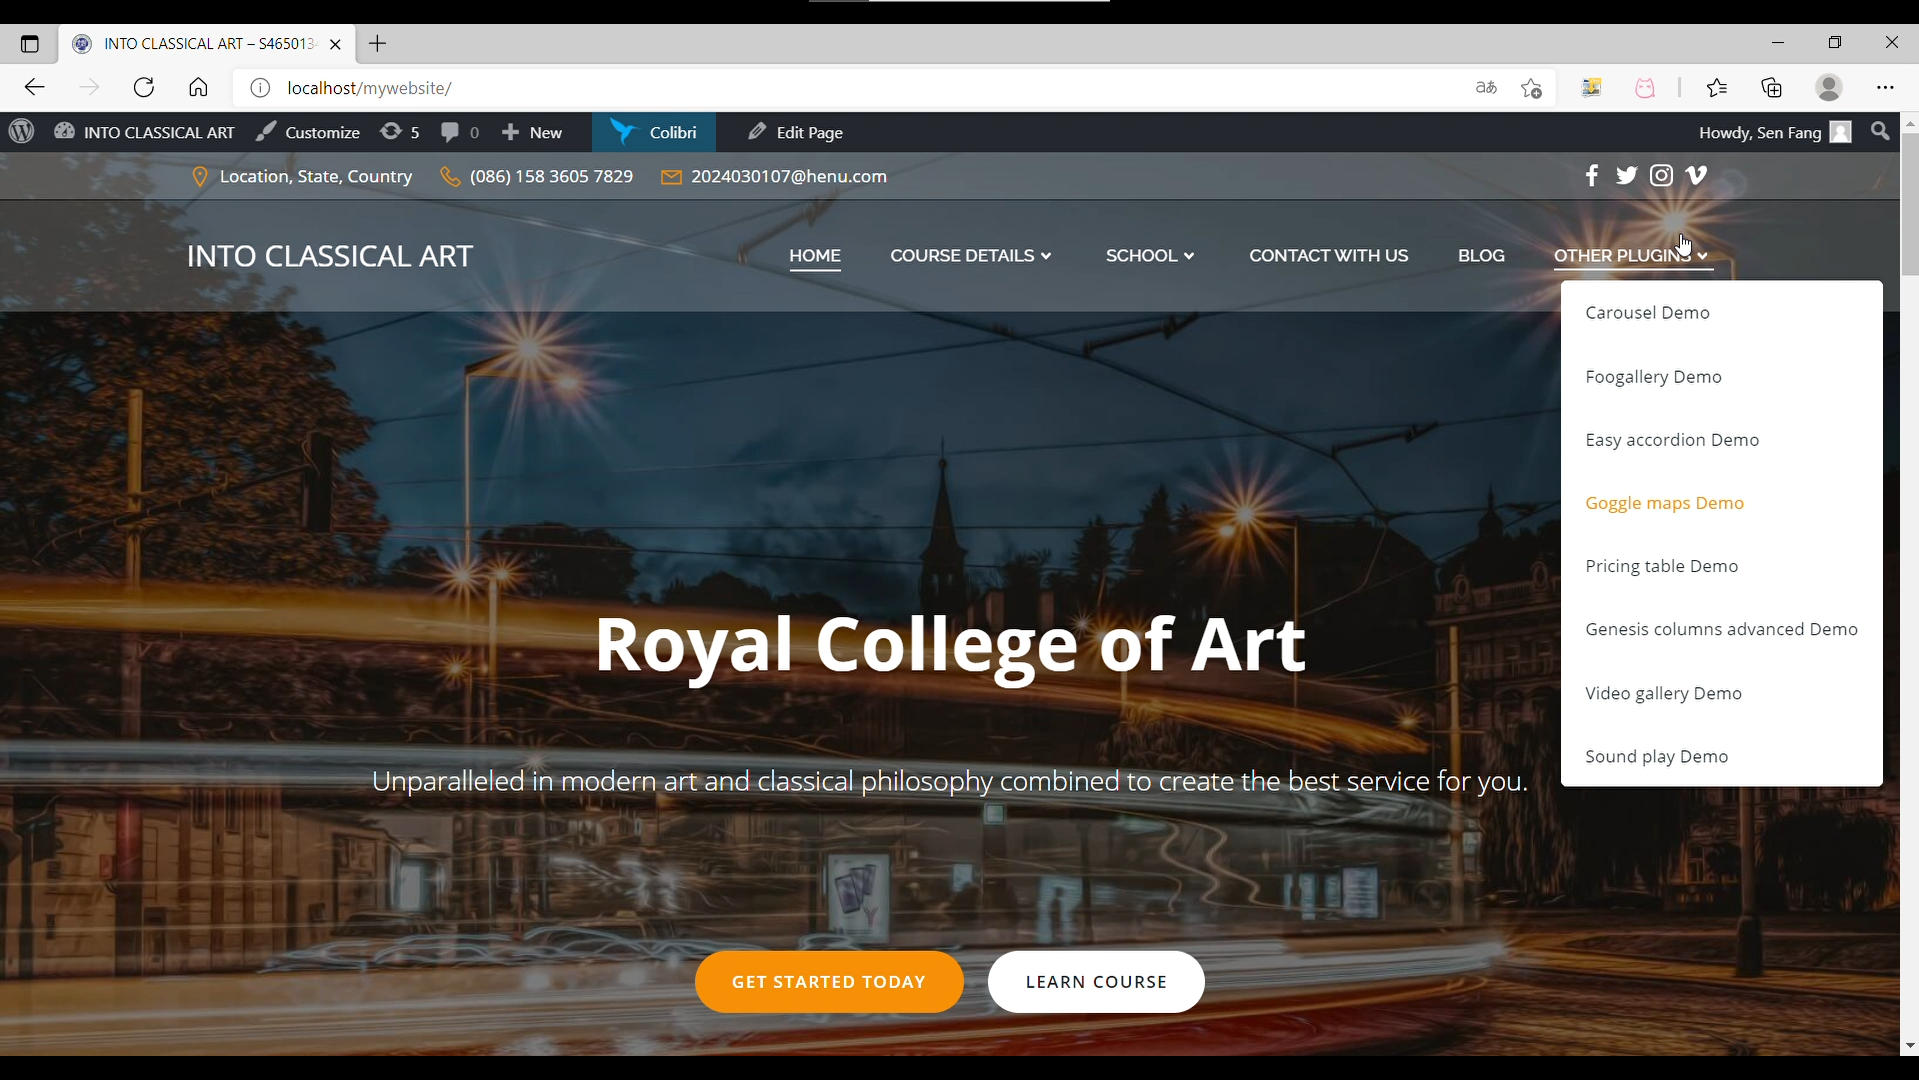 INTO CLASSICAL ART – S465013
localhost/mywebsite/
INTO CLASSICAL ART Customize 5 0 New Colibri Edit Page Howdy, Sen Fang
Location, State, Country (086) 158 3605 7829 2024030107@henu.com
INTO CLASSICAL ART HOME COURSE DETAILS SCHOOL CONTACT WITH US BLOG OTHER PLUGINS
Carousel Demo
Foogallery Demo
Easy accordion Demo
Goggle maps Demo
Pricing table Demo
Genesis columns advanced Demo
Video gallery Demo
Sound play Demo
Royal College of Art
Unparalleled in modern art and classical philosophy combined to create the best service for you.
GET STARTED TODAY LEARN COURSE